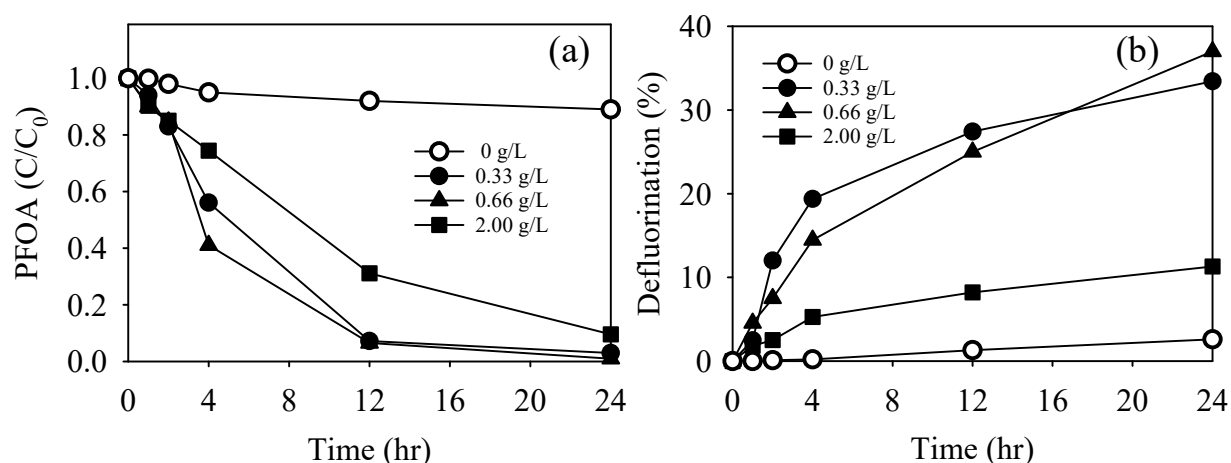 (a)
PFOA (C/C0)
1.0
0.8
0.6
0.4
0.2
0.0
0 g/L
0.33 g/L
0.66 g/L
2.00 g/L
0 4 8 12 16 20 24
Time (hr)
(b)
Defluorination (%)
40
30
20
10
0
0 g/L
0.33 g/L
0.66 g/L
2.00 g/L
0 4 8 12 16 20 24
Time (hr)